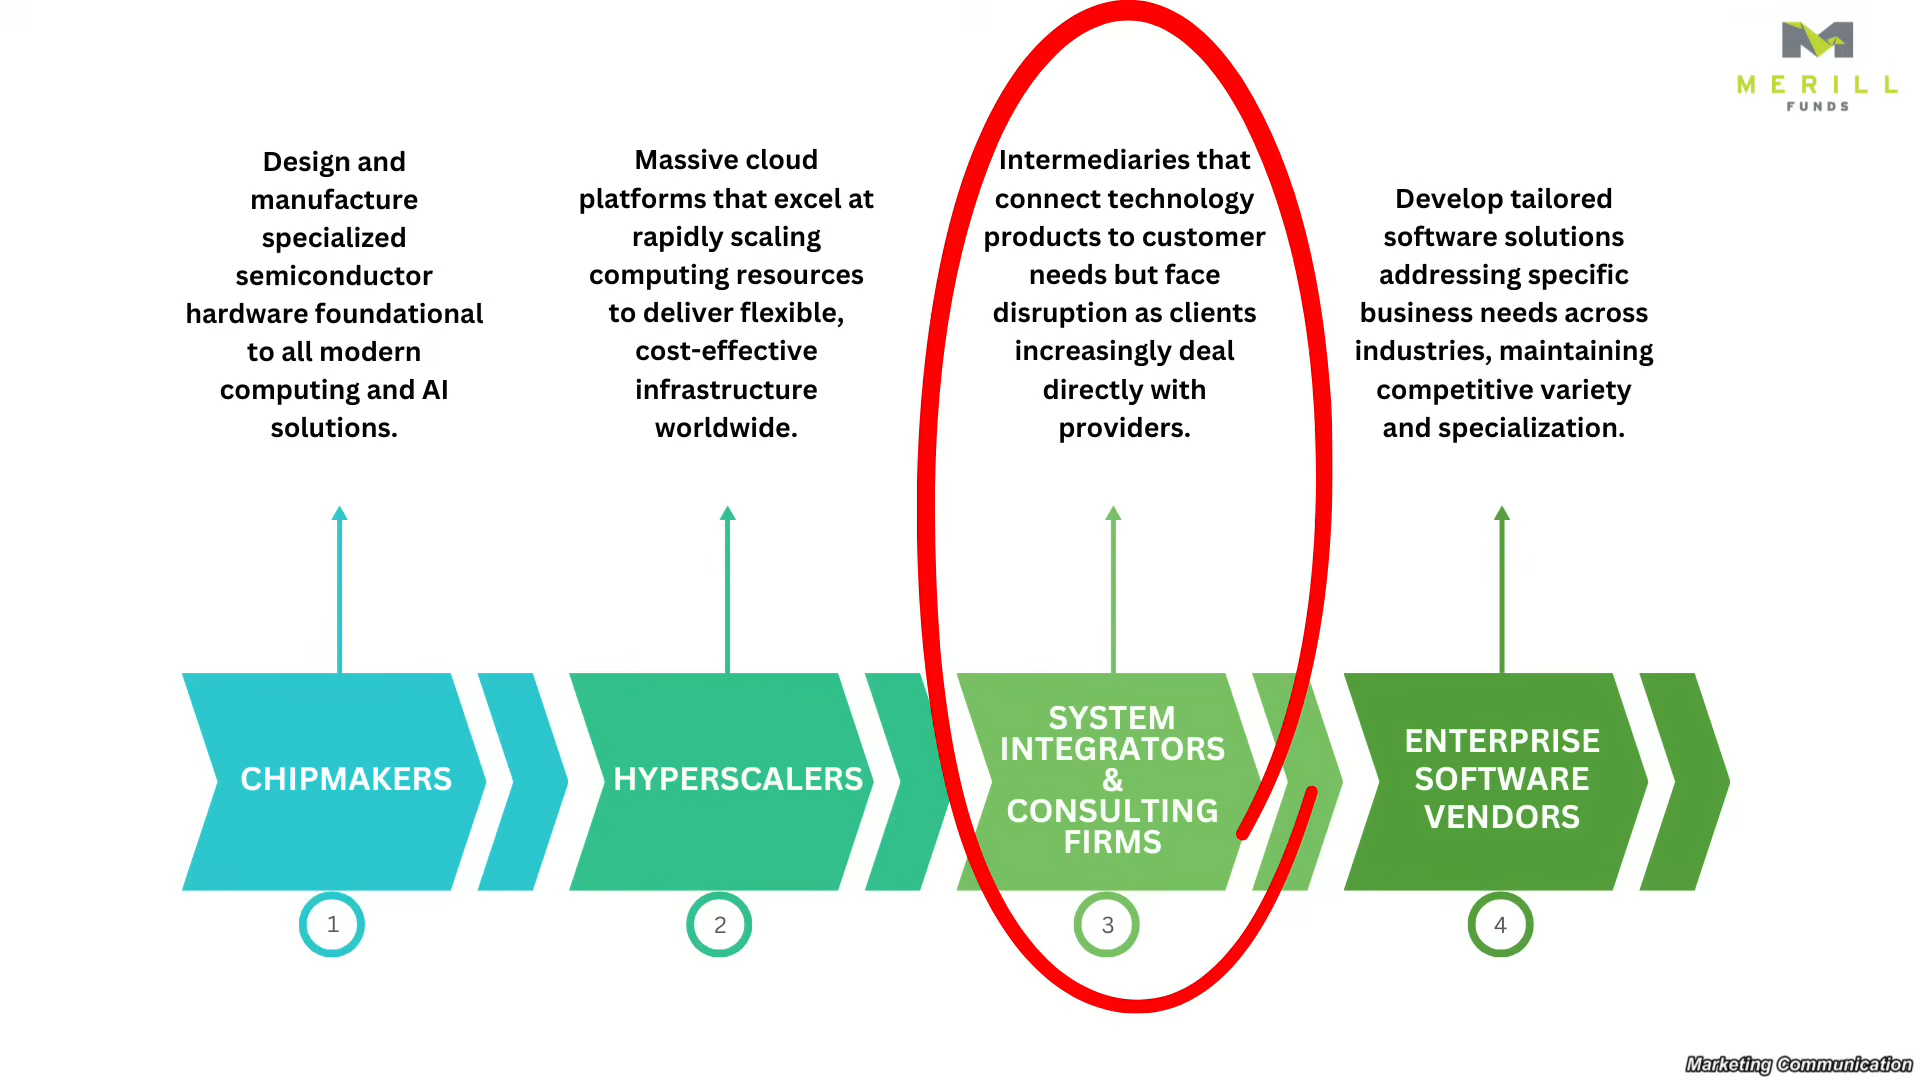 MERILL
FUNDS
Design and
manufacture
specialized
semiconductor
hardware foundational
to all modern
computing and AI
solutions.
Massive cloud
platforms that excel at
rapidly scaling
computing resources
to deliver flexible,
cost-effective
infrastructure
worldwide.
Intermediaries that
connect technology
products to customer
needs but face
disruption as clients
increasingly deal
directly with
providers.
Develop tailored
software solutions
addressing specific
business needs across
industries, maintaining
competitive variety
and specialization.
CHIPMAKERS
HYPERSCALERS
SYSTEM
INTEGRATORS
&
CONSULTING
FIRMS
ENTERPRISE
SOFTWARE
VENDORS
1
2
3
4
Marketing Communication